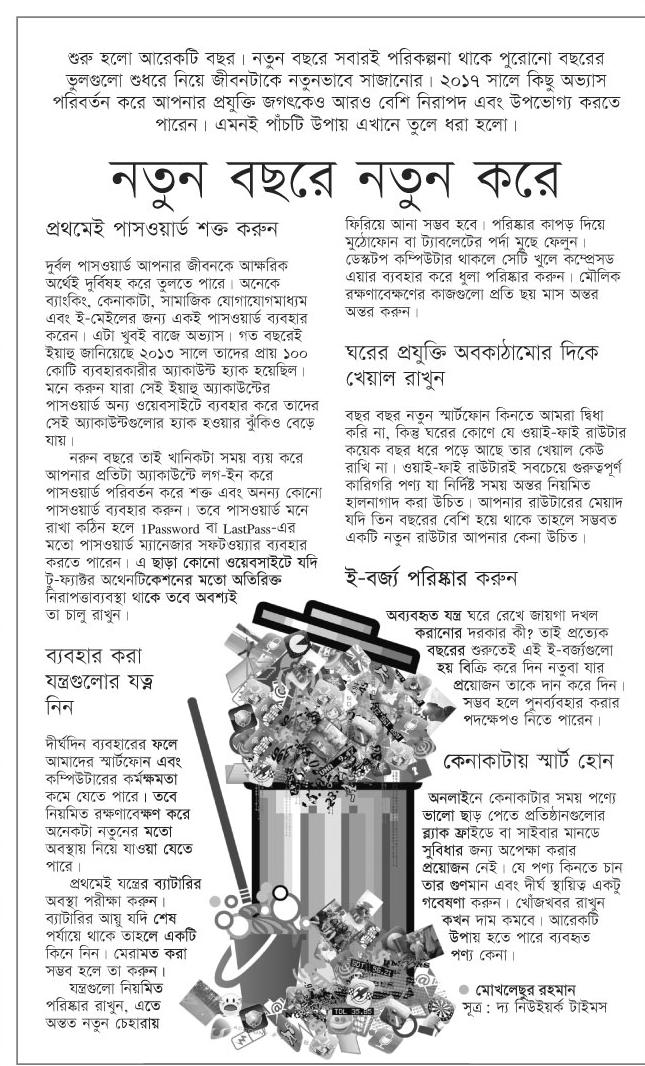 শুরু হলো আরেকটি বছর। নতুন বছরে সবারই পরিকল্পনা থাকে পুরোনো বছরের
ভুলগুলো শুধরে নিয়ে জীবনটাকে নতুনভাবে সাজানোর। ২০১৭ সালে কিছু অভ্যাস
পরিবর্তন করে আপনার প্রযুক্তি জগৎকেও আরও বেশি নিরাপদ এবং উপভোগ্য করতে
পারেন। এমনই পাঁচটি উপায় এখানে তুলে ধরা হলো।
নতুন বছরে নতুন করে
প্রথমেই পাসওয়ার্ড শক্ত করুন
দুর্বল পাসওয়ার্ড আপনার জীবনকে আক্ষরিক
অর্থেই দুর্বিষহ করে তুলতে পারে। অনেকে
ব্যাংকিং, কেনাকাটা, সামাজিক যোগাযোগমাধ্যম
এবং ই-মেইলের জন্য একই পাসওয়ার্ড ব্যবহার
করেন। এটা খুবই বাজে অভ্যাস। গত বছরেই
ইয়াহু জানিয়েছে ২০১৩ সালে তাদের প্রায় ১০০
কোটি ব্যবহারকারীর অ্যাকাউন্ট হ্যাক হয়েছিল।
মনে করুন যারা সেই ইয়াহু অ্যাকাউন্টের
পাসওয়ার্ড অন্য ওয়েবসাইটে ব্যবহার করে তাদের
সেই অ্যাকাউন্টগুলোর হ্যাক হওয়ার ঝুঁকিও বেড়ে
যায়।
নরুন বছরে তাই খানিকটা সময় ব্যয় করে
আপনার প্রতিটা অ্যাকাউন্টে লগ-ইন করে
পাসওয়ার্ড পরিবর্তন করে শক্ত এবং অনন্য কোনো
পাসওয়ার্ড ব্যবহার করুন। তবে পাসওয়ার্ড মনে
রাখা কঠিন হলে 1Password বা LastPass-এর
মতো পাসওয়ার্ড ম্যানেজার সফটওয়্যার ব্যবহার
করতে পারেন। এ ছাড়া কোনো ওয়েবসাইটে যদি
টু-ফ্যাক্টর অথেনটিকেশনের মতো অতিরিক্ত
নিরাপত্তাব্যবস্থা থাকে তবে অবশ্যই
তা চালু রাখুন।
ব্যবহার করা
যন্ত্রগুলোর যত্ন
নিন
দীর্ঘদিন ব্যবহারের ফলে
আমাদের স্মার্টফোন এবং
কম্পিউটারের কর্মক্ষমতা
কমে যেতে পারে। তবে
নিয়মিত রক্ষণাবেক্ষণ করে
অনেকটা নতুনের মতো
অবস্থায় নিয়ে যাওয়া যেতে
পারে।
প্রথমেই যন্ত্রের ব্যাটারির
অবস্থা পরীক্ষা করুন।
ব্যাটারির আয়ু যদি শেষ
পর্যায়ে থাকে তাহলে একটি
কিনে নিন। মেরামত করা
সম্ভব হলে তা করুন।
যন্ত্রগুলো নিয়মিত
পরিষ্কার রাখুন, এতে
অন্তত নতুন চেহারায়
ফিরিয়ে আনা সম্ভব হবে। পরিষ্কার কাপড় দিয়ে
মুঠোফোন বা ট্যাবলেটের পর্দা মুছে ফেলুন।
ডেস্কটপ কম্পিউটার থাকলে সেটি খুলে কম্প্রেসড
এয়ার ব্যবহার করে ধুলা পরিষ্কার করুন। মৌলিক
রক্ষণাবেক্ষণের কাজগুলো প্রতি ছয় মাস অন্তর
অন্তর করুন।
ঘরের প্রযুক্তি অবকাঠামোর দিকে
খেয়াল রাখুন
বছর বছর নতুন স্মার্টফোন কিনতে আমরা দ্বিধা
করি না, কিন্তু ঘরের কোণে যে ওয়াই-ফাই রাউটার
কয়েক বছর ধরে পড়ে আছে তার খেয়াল কেউ
রাখি না। ওয়াই-ফাই রাউটারই সবচেয়ে গুরুত্বপূর্ণ
কারিগরি পণ্য যা নির্দিষ্ট সময় অন্তর নিয়মিত
হালনাগাদ করা উচিত। আপনার রাউটারের মেয়াদ
যদি তিন বছরের বেশি হয়ে থাকে তাহলে সম্ভবত
একটি নতুন রাউটার আপনার কেনা উচিত।
ই-বর্জ্য পরিষ্কার করুন
অব্যবহৃত যন্ত্র ঘরে রেখে জায়গা দখল
করানোর দরকার কী? তাই প্রত্যেক
বছরের শুরুতেই এই ই-বর্জ্যগুলো
হয় বিক্রি করে দিন নতুবা যার
প্রয়োজন তাকে দান করে দিন।
সম্ভব হলে পুনর্ব্যবহার করার
পদক্ষেপও নিতে পারেন।
কেনাকাটায় স্মার্ট হোন
অনলাইনে কেনাকাটার সময় পণ্যে
ভালো ছাড় পেতে প্রতিষ্ঠানগুলোর
ব্ল্যাক ফ্রাইডে বা সাইবার মানডে
সুবিধার জন্য অপেক্ষা করার
প্রয়োজন নেই। যে পণ্য কিনতে চান
তার গুণমান এবং দীর্ঘ স্থায়িত্ব একটু
গবেষণা করুন। খোঁজখবর রাখুন
কখন দাম কমবে। আরেকটি
উপায় হতে পারে ব্যবহৃত
পণ্য কেনা।
● মোখলেছুর রহমান
সূত্র : দ্য নিউইয়র্ক টাইমস